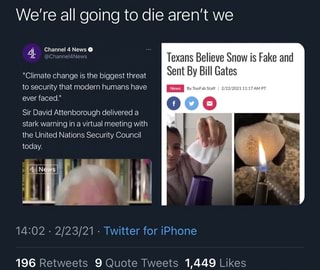 We're all going to die aren't we
Channel 4 News
@Channel4News
"Climate change is the biggest threat
to security that modern humans have
ever faced."
Sir David Attenborough delivered a
stark warning in a virtual meeting with
the United Nations Security Council
today.
4 News
Texans Believe Snow is Fake and
Sent By Bill Gates
News By Toufab Staff | 2/22/2021 11:17 AM PT
14:02 · 2/23/21 · Twitter for iPhone
196 Retweets 9 Quote Tweets 1,449 Likes